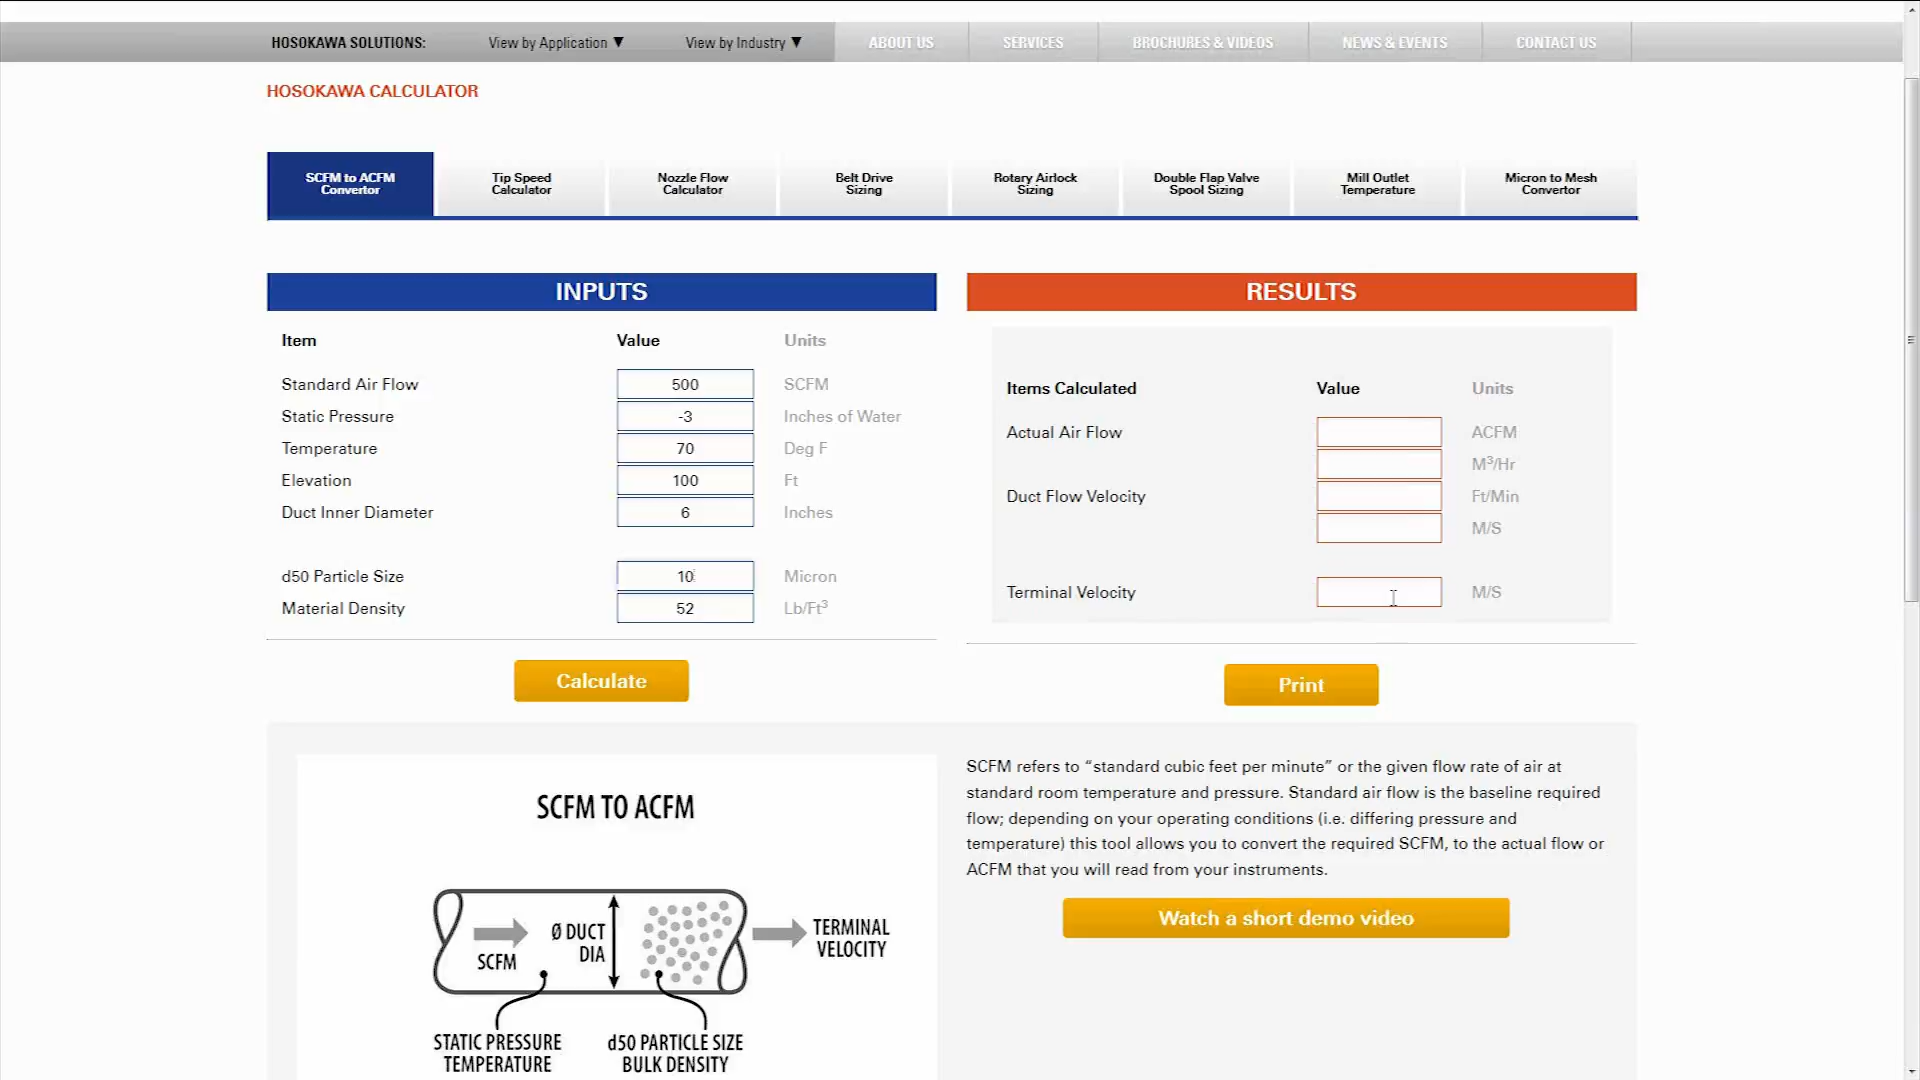 HOSOKAWA SOLUTIONS: View by Application ▼ View by Industry ▼ ABOUT US SERVICES BROCHURES & VIDEOS NEWS & EVENTS CONTACT US
HOSOKAWA CALCULATOR
SCFM to ACFM Convertor
Tip Speed Calculator
Nozzle Flow Calculator
Belt Drive Sizing
Rotary Airlock Sizing
Double Flap Valve Spool Sizing
Mill Outlet Temperature
Micron to Mesh Convertor
INPUTS
Item Value Units
Standard Air Flow 500 SCFM
Static Pressure -3 Inches of Water
Temperature 70 Deg F
Elevation 100 Ft
Duct Inner Diameter 6 Inches
d50 Particle Size 10 Micron
Material Density 52 Lb/Ft³
Calculate
RESULTS
Items Calculated Value Units
Actual Air Flow ACFM
M³/Hr
Duct Flow Velocity Ft/Min
M/S
Terminal Velocity M/S
Print
SCFM TO ACFM
Ø DUCT
DIA
SCFM
TERMINAL
VELOCITY
STATIC PRESSURE
TEMPERATURE
d50 PARTICLE SIZE
BULK DENSITY
SCFM refers to “standard cubic feet per minute” or the given flow rate of air at
standard room temperature and pressure. Standard air flow is the baseline required
flow; depending on your operating conditions (i.e. differing pressure and
temperature) this tool allows you to convert the required SCFM, to the actual flow or
ACFM that you will read from your instruments.
Watch a short demo video